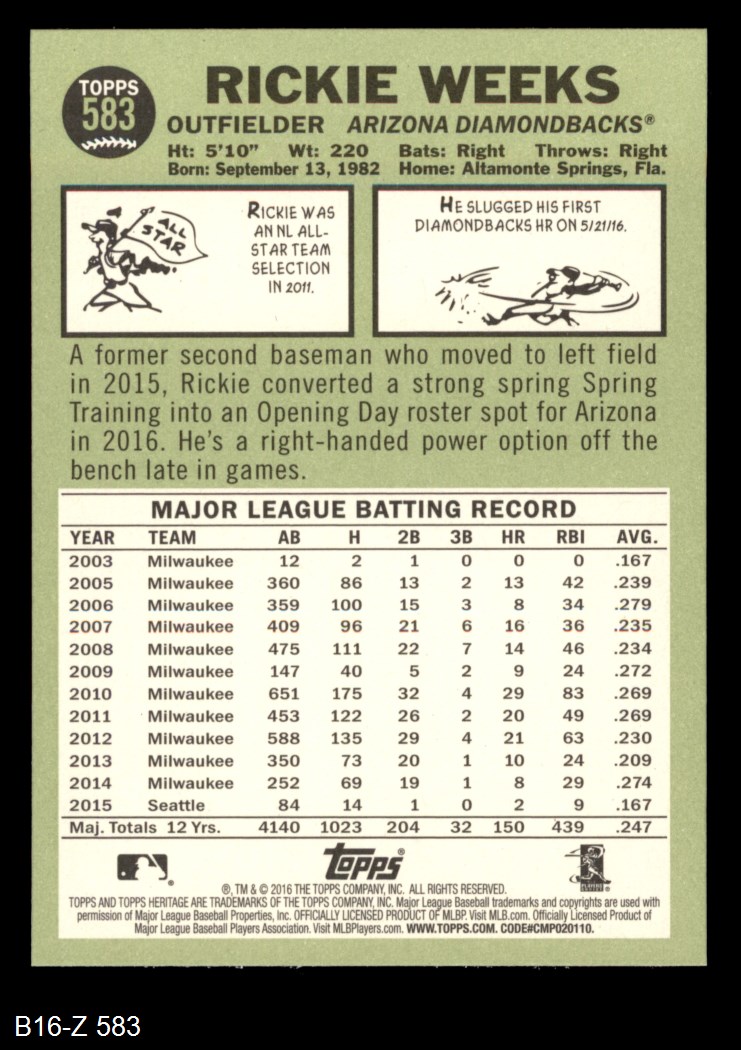 TOPPS
583
RICKIE WEEKS
OUTFIELDER ARIZONA DIAMONDBACKS®
Ht: 5'10" Wt: 220 Bats: Right Throws: Right
Born: September 13, 1982 Home: Altamonte Springs, Fla.
ALL
STAR
RICKIE WAS
AN NL ALL-
STAR TEAM
SELECTION
IN 2011.
HE SLUGGED HIS FIRST
DIAMONDBACKS HR ON 5/21/16.
A former second baseman who moved to left field
in 2015, Rickie converted a strong spring Spring
Training into an Opening Day roster spot for Arizona
in 2016. He's a right-handed power option off the
bench late in games.
MAJOR LEAGUE BATTING RECORD
YEAR TEAM AB H 2B 3B HR RBI AVG.
2003 Milwaukee 12 2 1 0 0 0 .167
2005 Milwaukee 360 86 13 2 13 42 .239
2006 Milwaukee 359 100 15 3 8 34 .279
2007 Milwaukee 409 96 21 6 16 36 .235
2008 Milwaukee 475 111 22 7 14 46 .234
2009 Milwaukee 147 40 5 2 9 24 .272
2010 Milwaukee 651 175 32 4 29 83 .269
2011 Milwaukee 453 122 26 2 20 49 .269
2012 Milwaukee 588 135 29 4 21 63 .230
2013 Milwaukee 350 73 20 1 10 24 .209
2014 Milwaukee 252 69 19 1 8 29 .274
2015 Seattle 84 14 1 0 2 9 .167
Maj. Totals 12 Yrs. 4140 1023 204 32 150 439 .247
Topps®
®, TM & © 2016 THE TOPPS COMPANY, INC. ALL RIGHTS RESERVED.
TOPPS AND TOPPS HERITAGE ARE TRADEMARKS OF THE TOPPS COMPANY, INC. Major League Baseball trademarks and copyrights are used with
permission of Major League Baseball Properties, Inc. OFFICIALLY LICENSED PRODUCT OF MLBP. Visit MLB.com. Officially Licensed Product of
Major League Baseball Players Association. Visit MLBPlayers.com. WWW.TOPPS.COM. CODE#CMP020110.
B16-Z 583